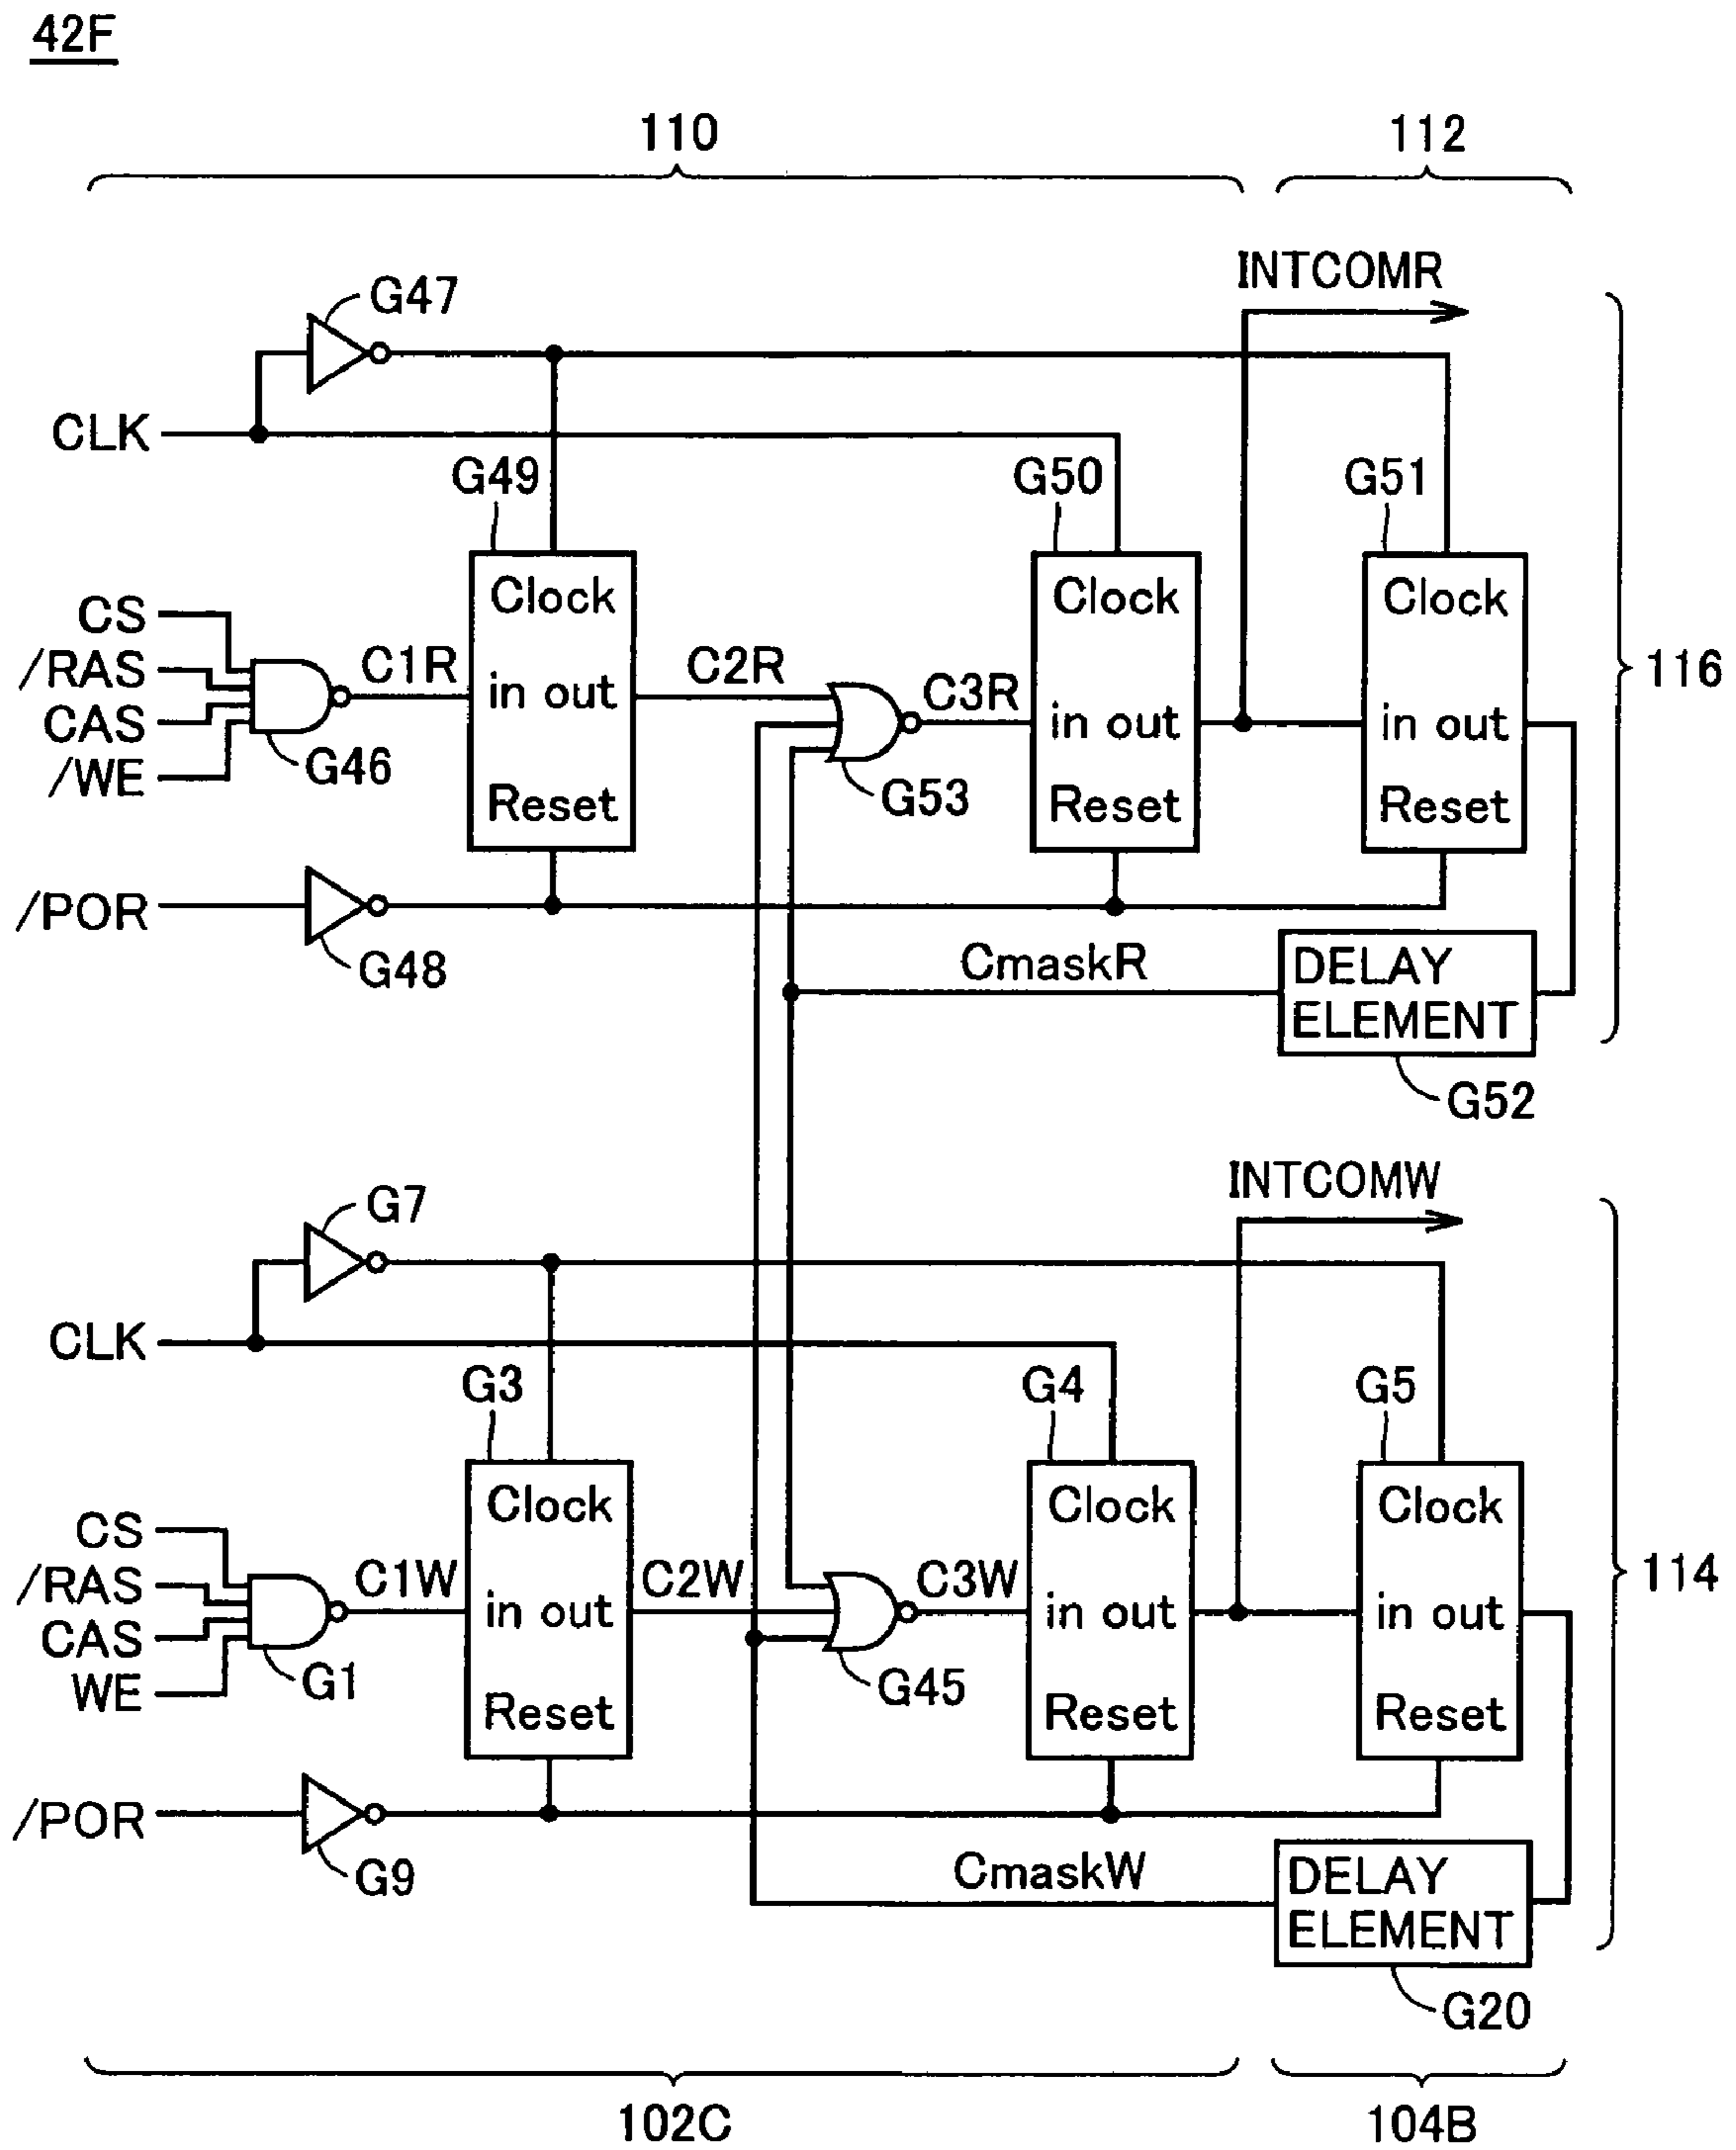 42F
110
112
INTCOMR
G47
CLK
G49
G50
G51
Clock
in out
Reset
Clock
in out
Reset
Clock
in out
Reset
CS
/RAS
CAS
/WE
C1R
G46
C2R
C3R
G53
116
/POR
G48
CmaskR
DELAY
ELEMENT
G52
INTCOMW
G7
CLK
G3
G4
G5
Clock
in out
Reset
Clock
in out
Reset
Clock
in out
Reset
CS
/RAS
CAS
WE
C1W
G1
C2W
C3W
G45
114
/POR
G9
CmaskW
DELAY
ELEMENT
G20
102C
104B